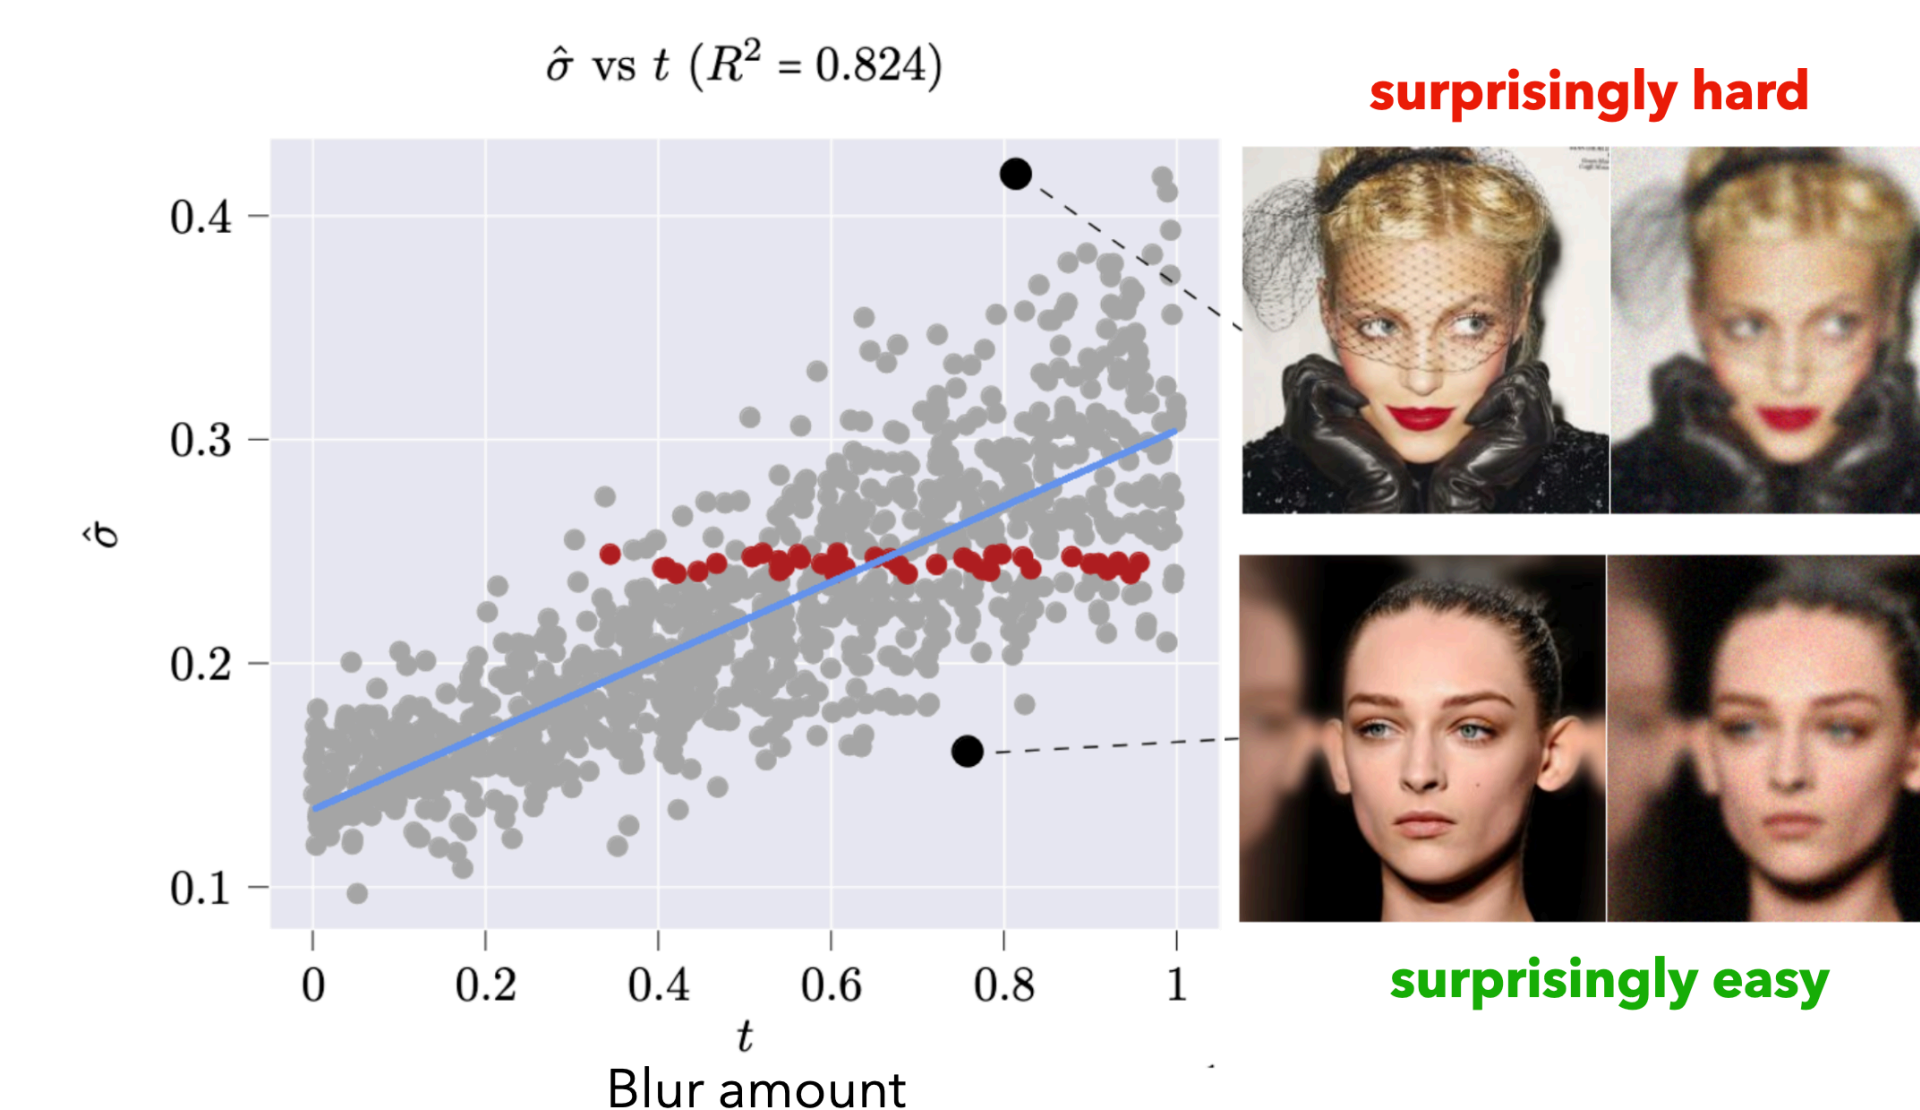 σ̂ vs t (R² = 0.824)
surprisingly hard
0.4
0.3
0.2
0.1
σ̂
0
0.2
0.4
0.6
0.8
1
t
Blur amount
surprisingly easy